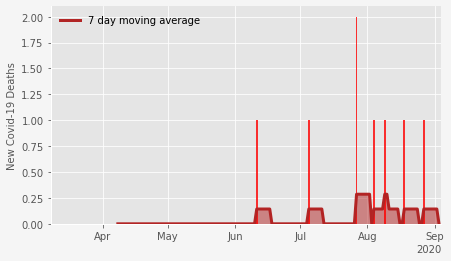 7 day moving average
New Covid-19 Deaths
2.00
1.75
1.50
1.25
1.00
0.75
0.50
0.25
0.00
Apr
May
Jun
Jul
Aug
Sep
2020